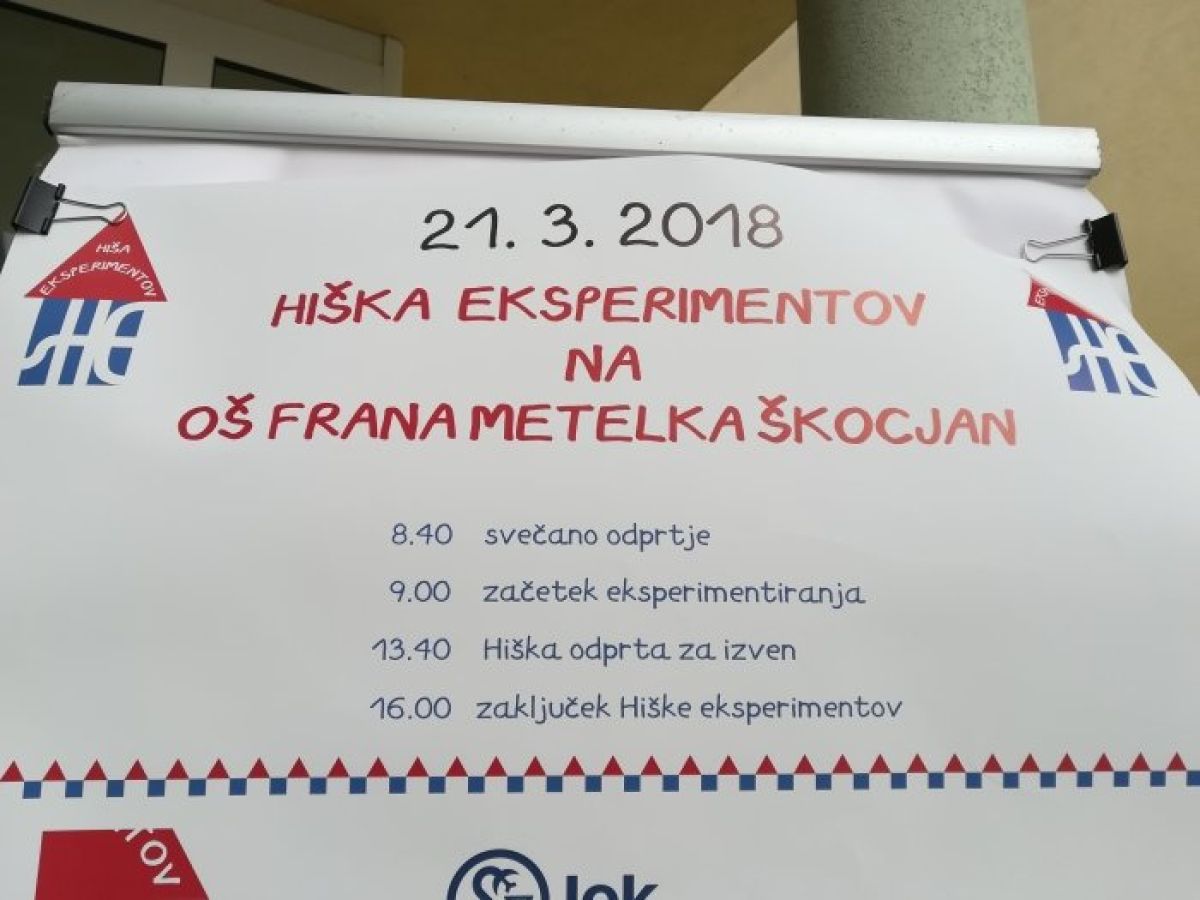 21. 3. 2018
HIŠA
EKSPERIMENTOV
HIŠKA EKSPERIMENTOV
NA
OŠ FRANA METELKA ŠKOCJAN
8.40 svečano odprtje
9.00 začetek eksperimentiranja
13.40 Hiška odprta za izven
16.00 zaključek Hiške eksperimentov